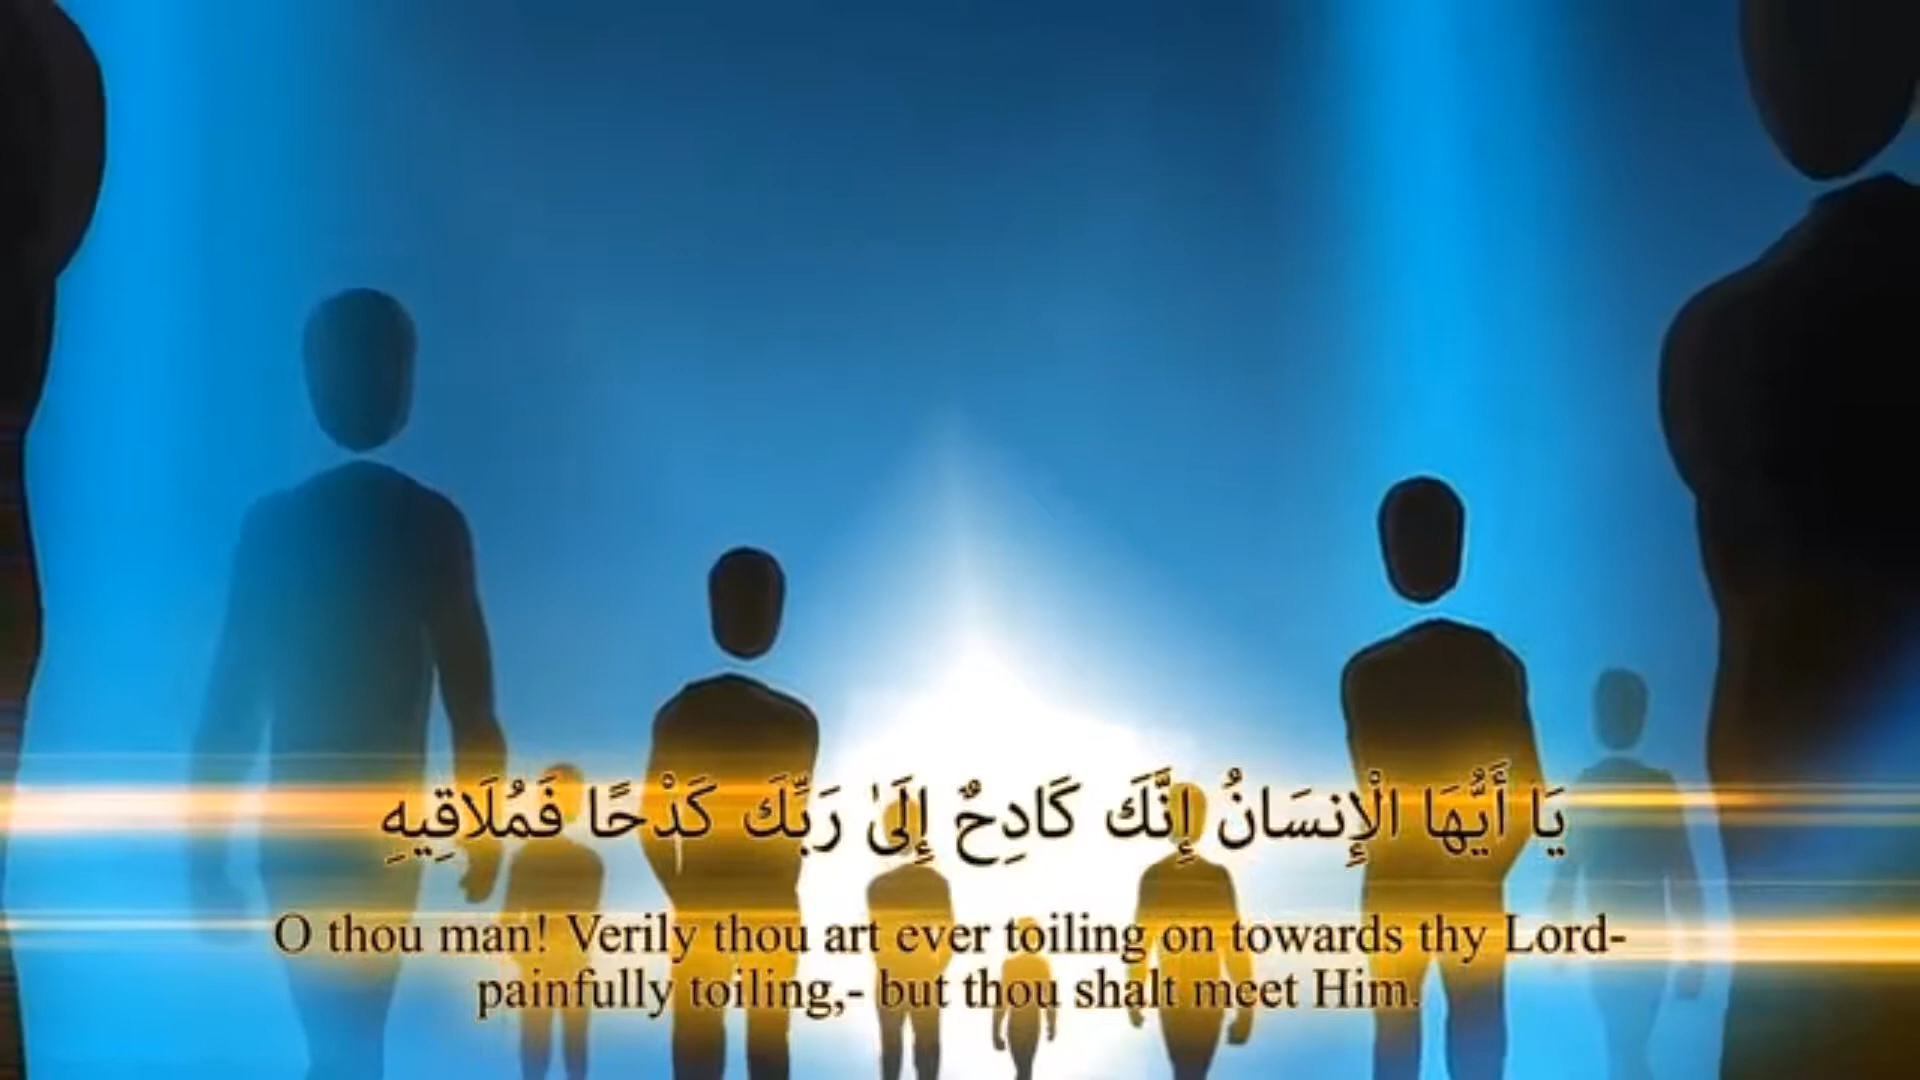 يَا أَيُّهَا الْإِنسَانُ إِنَّكَ كَادِحٌ إِلَىٰ رَبِّكَ كَدْحًا فَمُلَاقِيهِ
O thou man! Verily thou art ever toiling on towards thy Lord-
painfully toiling,- but thou shalt meet Him.